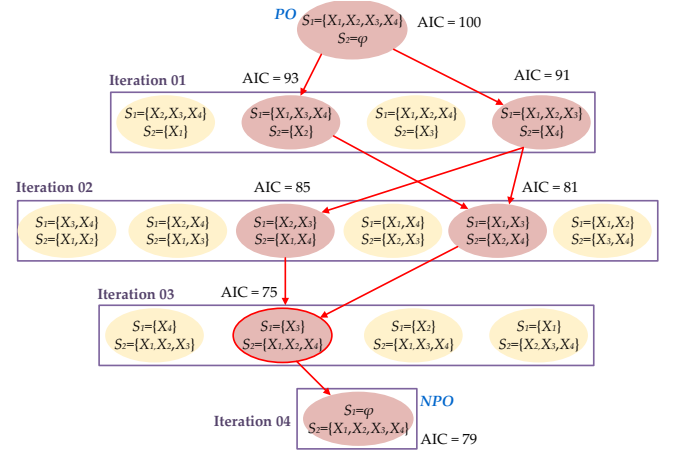 PO
S₁={X₁,X₂,X₃,X₄}
S₂=φ
AIC = 100
AIC = 93
AIC = 91
Iteration 01
S₁={X₂,X₃,X₄}
S₂={X₁}
S₁={X₁,X₃,X₄}
S₂={X₂}
S₁={X₁,X₂,X₄}
S₂={X₃}
S₁={X₁,X₂,X₃}
S₂={X₄}
AIC = 85
AIC = 81
Iteration 02
S₁={X₃,X₄}
S₂={X₁,X₂}
S₁={X₂,X₄}
S₂={X₁,X₃}
S₁={X₂,X₃}
S₂={X₁,X₄}
S₁={X₁,X₄}
S₂={X₂,X₃}
S₁={X₁,X₃}
S₂={X₂,X₄}
S₁={X₁,X₂}
S₂={X₃,X₄}
Iteration 03
AIC = 75
S₁={X₄}
S₂={X₁,X₂,X₃}
S₁={X₃}
S₂={X₁,X₂,X₄}
S₁={X₂}
S₂={X₁,X₃,X₄}
S₁={X₁}
S₂={X₂,X₃,X₄}
Iteration 04
S₁=φ
S₂={X₁,X₂,X₃,X₄}
NPO
AIC = 79